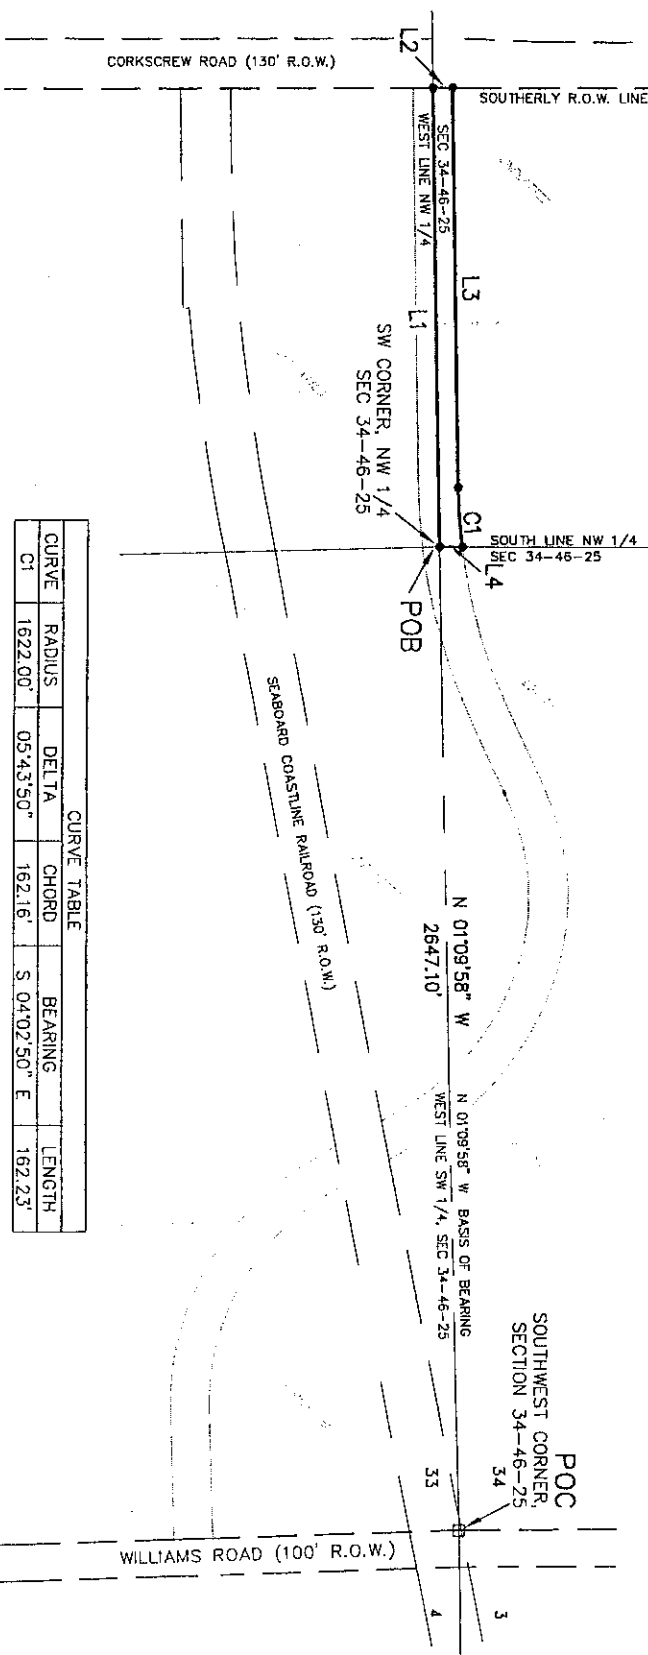 CORKSCREW ROAD (130' R.O.W.)
L2
SOUTHERLY R.O.W. LINE
SEC 34-46-25
WEST LINE NW 1/4
L3
L1
SW CORNER, NW 1/4
SEC 34-46-25
C1
SOUTH LINE NW 1/4
SEC 34-46-25
L4
POB
SEABOARD COASTLINE RAILROAD (130' R.O.W.)
N 01°09'58" W
2647.10'
N 01°09'58" W BASIS OF BEARING
WEST LINE SW 1/4, SEC 34-46-25
POC
SOUTHWEST CORNER,
SECTION 34-46-25
34
33
WILLIAMS ROAD (100' R.O.W.)
3
4
CURVE TABLE
CURVE RADIUS DELTA CHORD BEARING LENGTH
C1 1622.00' 05°43'50" 162.16' S 04°02'50" E 162.23'